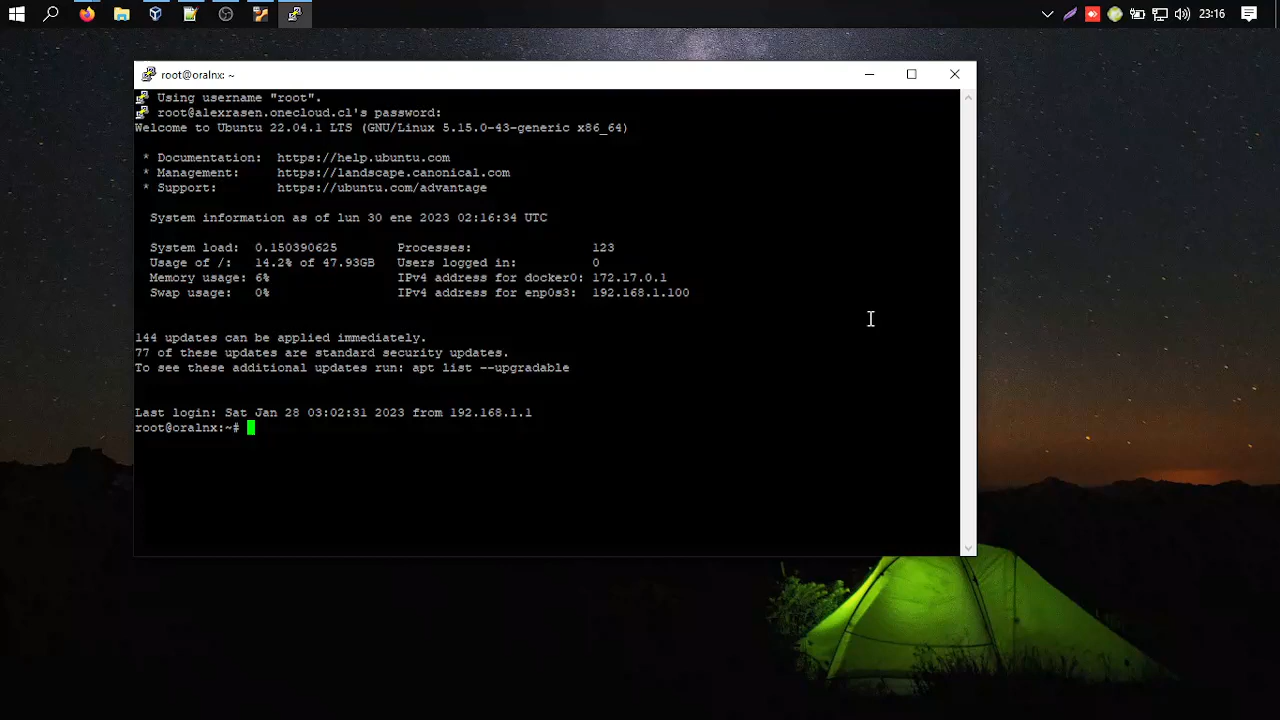 23:16
root@oralnx: ~
Using username "root".
root@alexrasen.onecloud.cl's password:
Welcome to Ubuntu 22.04.1 LTS (GNU/Linux 5.15.0-43-generic x86_64)
* Documentation: https://help.ubuntu.com
* Management: https://landscape.canonical.com
* Support: https://ubuntu.com/advantage
System information as of lun 30 ene 2023 02:16:34 UTC
System load: 0.150390625 Processes: 123
Usage of /: 14.2% of 47.93GB Users logged in: 0
Memory usage: 6% IPv4 address for docker0: 172.17.0.1
Swap usage: 0% IPv4 address for enp0s3: 192.168.1.100
144 updates can be applied immediately.
77 of these updates are standard security updates.
To see these additional updates run: apt list --upgradable
Last login: Sat Jan 28 03:02:31 2023 from 192.168.1.1
root@oralnx:~#